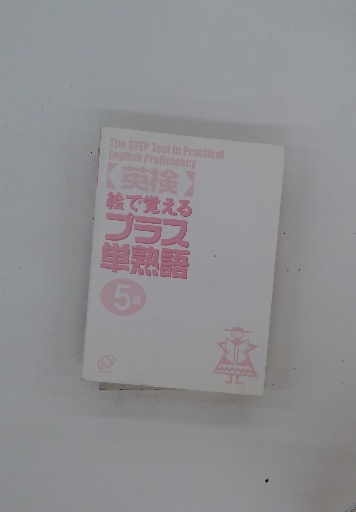 The STEP Test in Practical
English Proficiency
【英検】
絵で覚える
プラス
単熟語
5級